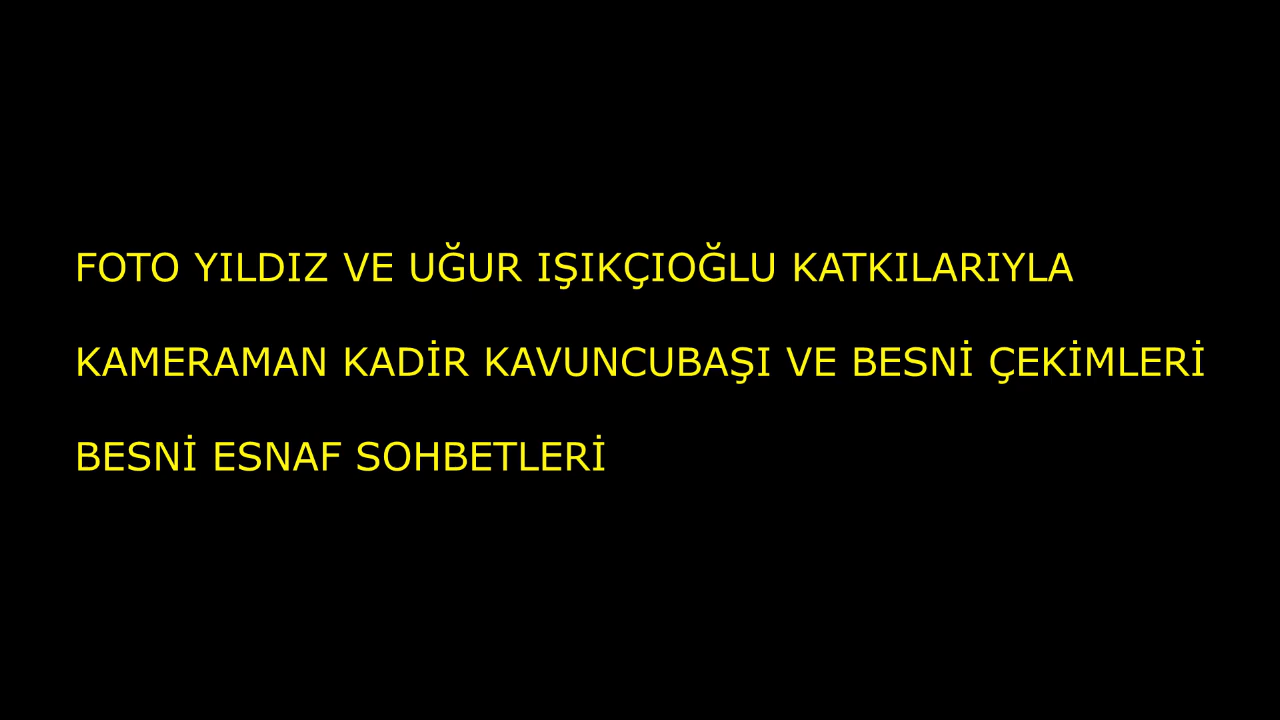 FOTO YILDIZ VE UĞUR IŞIKÇIOĞLU KATKILARIYLA
KAMERAMAN KADİR KAVUNCUBAŞI VE BESNİ ÇEKİMLERİ
BESNİ ESNAF SOHBETLERİ